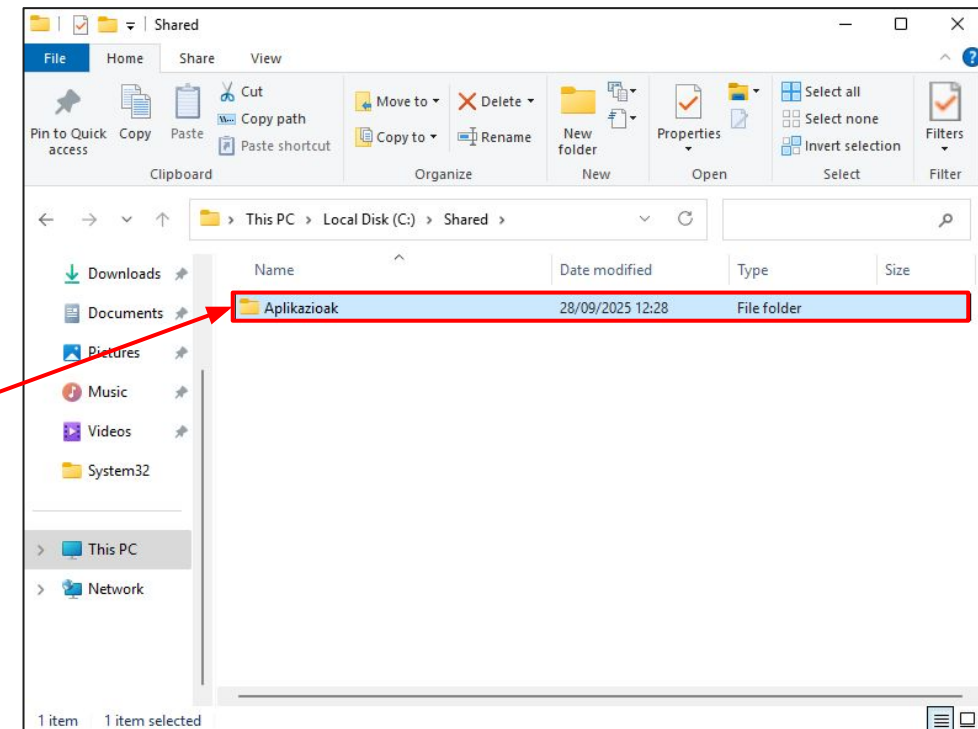 Shared
File Home Share View
Pin to Quick access
Copy
Paste
Cut
Copy path
Paste shortcut
Clipboard
Move to
Copy to
Delete
Rename
Organize
New folder
New
Properties
Open
Select all
Select none
Invert selection
Select
Filters
Filter
This PC > Local Disk (C:) > Shared >
Name Date modified Type Size
Aplikazioak 28/09/2025 12:28 File folder
Downloads
Documents
Pictures
Music
Videos
System32
This PC
Network
1 item 1 item selected